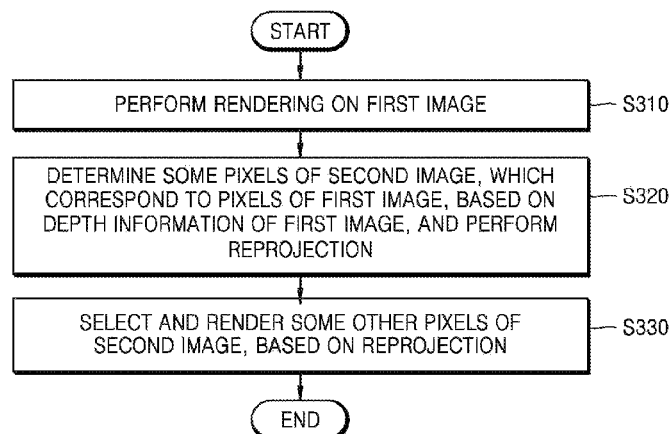 START
PERFORM RENDERING ON FIRST IMAGE
S310
DETERMINE SOME PIXELS OF SECOND IMAGE, WHICH
CORRESPOND TO PIXELS OF FIRST IMAGE, BASED ON
DEPTH INFORMATION OF FIRST IMAGE, AND PERFORM
REPROJECTION
S320
SELECT AND RENDER SOME OTHER PIXELS OF
SECOND IMAGE, BASED ON REPROJECTION
S330
END